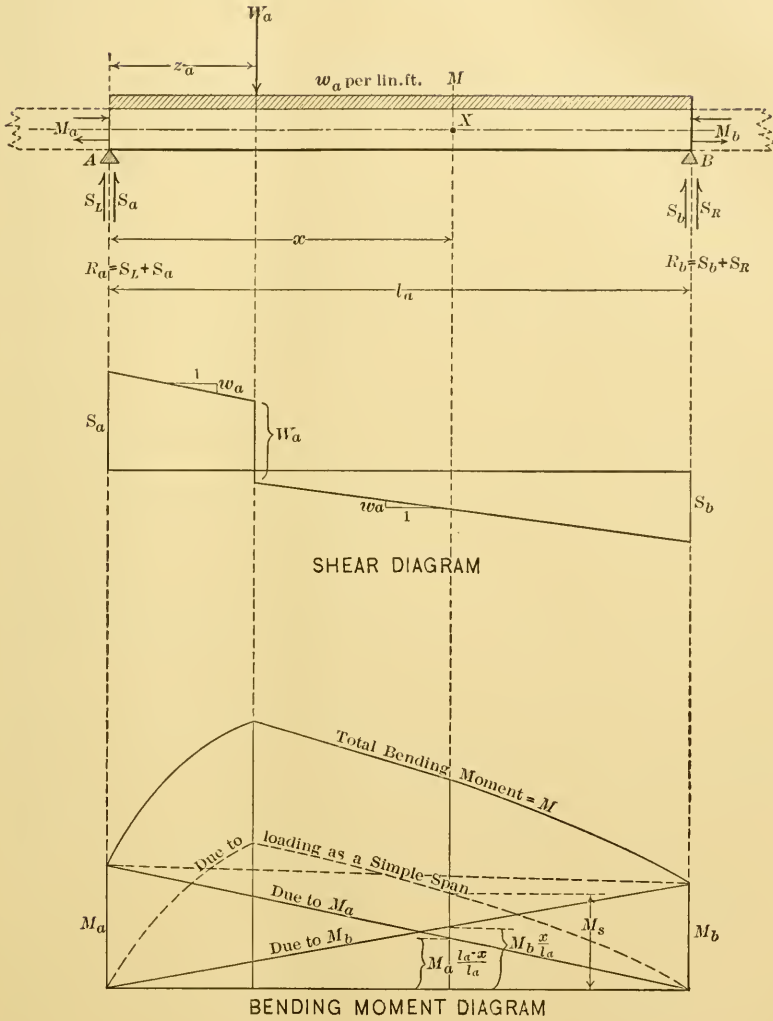 W_a
z_a
w_a per lin.ft. M
M_a X M_b
A B
S_L S_a S_b S_R
x
R_a=S_L+S_a R_b=S_b+S_R
l_a
1
w_a
S_a W_a
w_a
1
S_b
SHEAR DIAGRAM
Total Bending Moment = M
Due to loading as a Simple Span
Due to M_a
M_a M_s M_b
Due to M_b
M_a \frac{l_a-x}{l_a} M_b \frac{x}{l_a}
BENDING MOMENT DIAGRAM